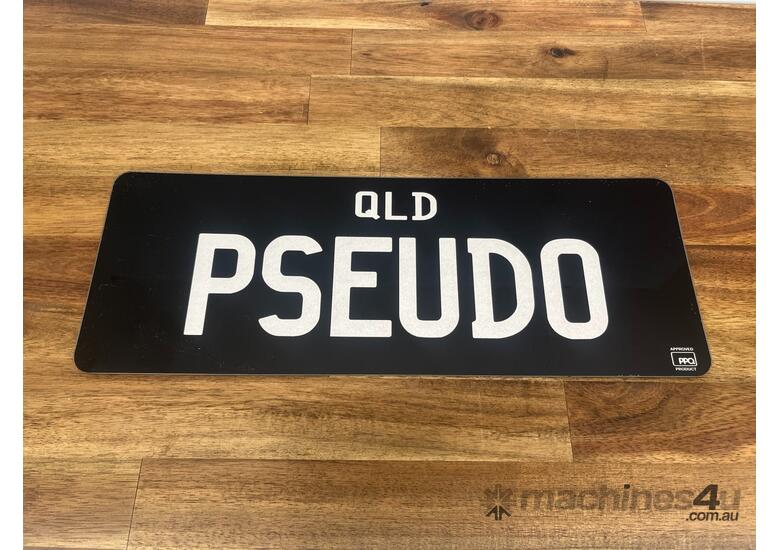 QLD
PSEUDO
APPROVED
PPQ
PRODUCT
machines4u
.com.au